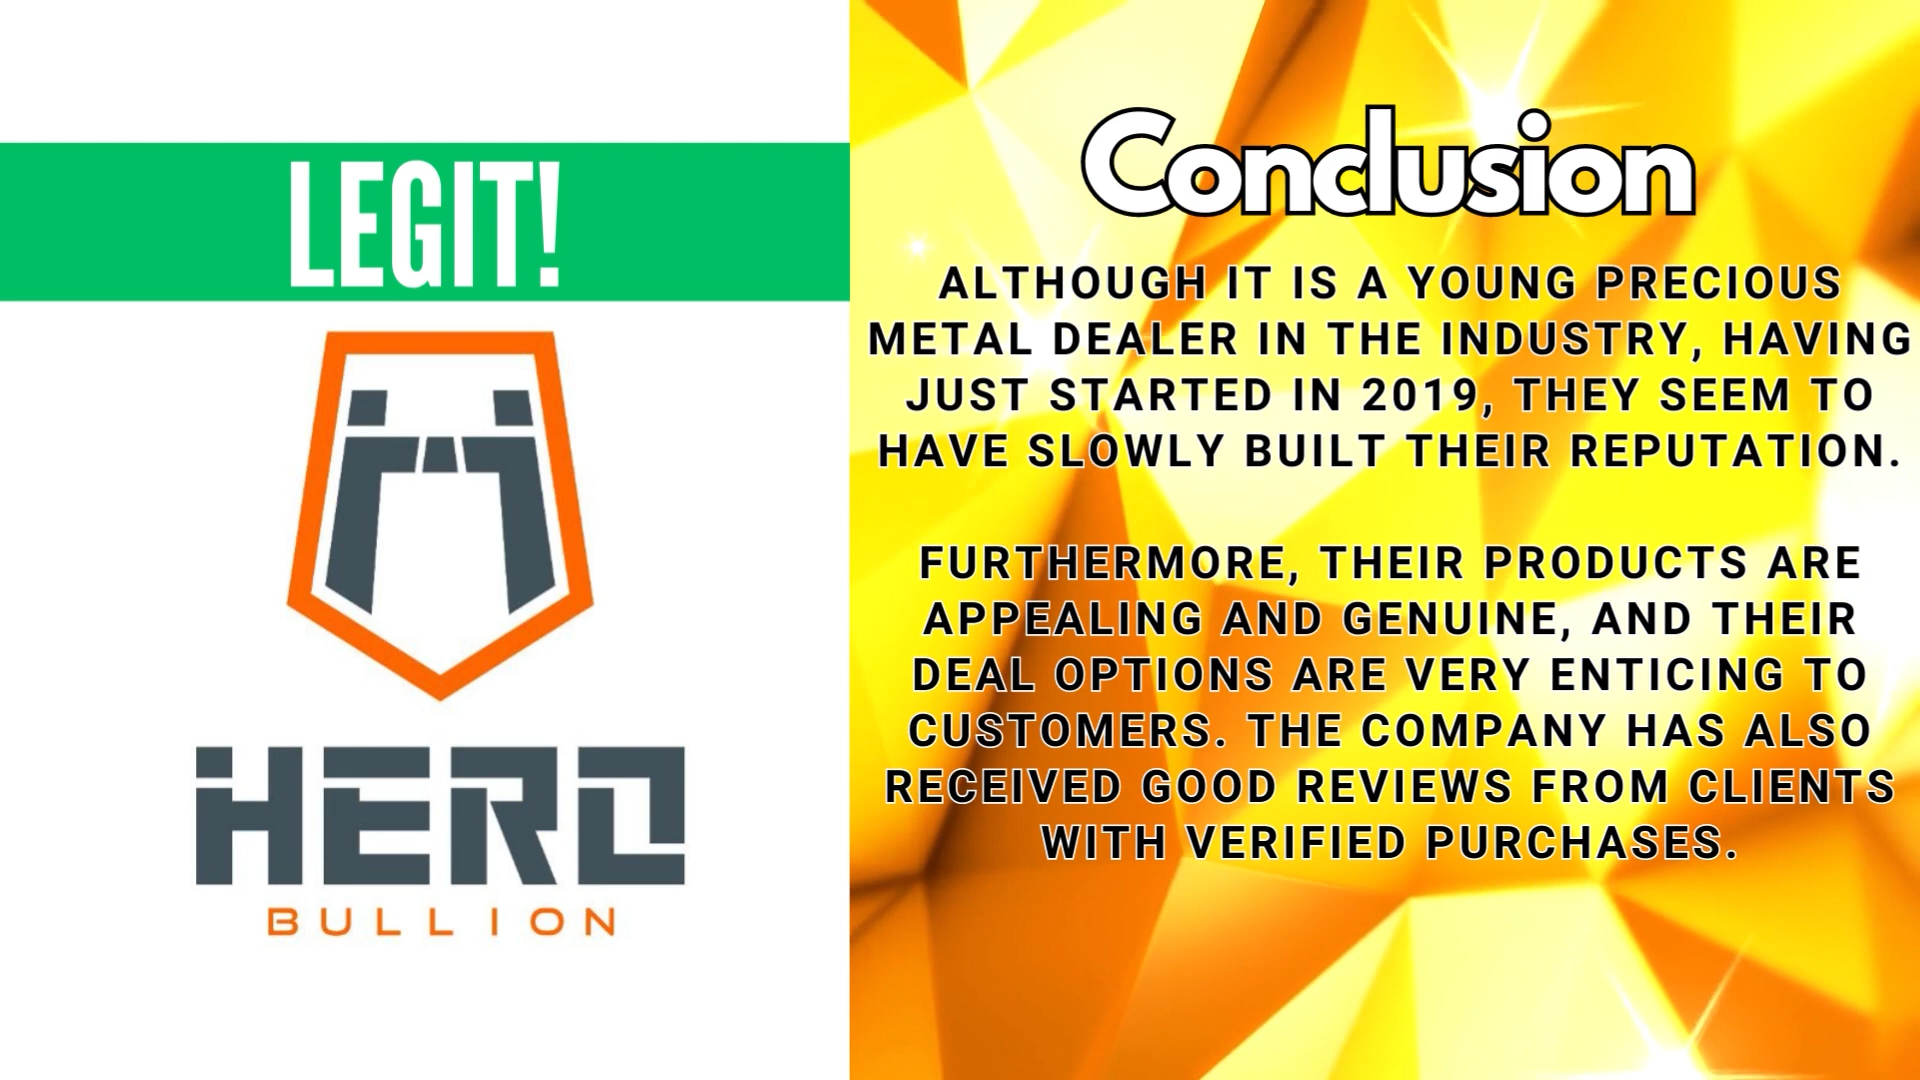 LEGIT!
HERO
BULLION
Conclusion
ALTHOUGH IT IS A YOUNG PRECIOUS
METAL DEALER IN THE INDUSTRY, HAVING
JUST STARTED IN 2019, THEY SEEM TO
HAVE SLOWLY BUILT THEIR REPUTATION.
FURTHERMORE, THEIR PRODUCTS ARE
APPEALING AND GENUINE, AND THEIR
DEAL OPTIONS ARE VERY ENTICING TO
CUSTOMERS. THE COMPANY HAS ALSO
RECEIVED GOOD REVIEWS FROM CLIENTS
WITH VERIFIED PURCHASES.